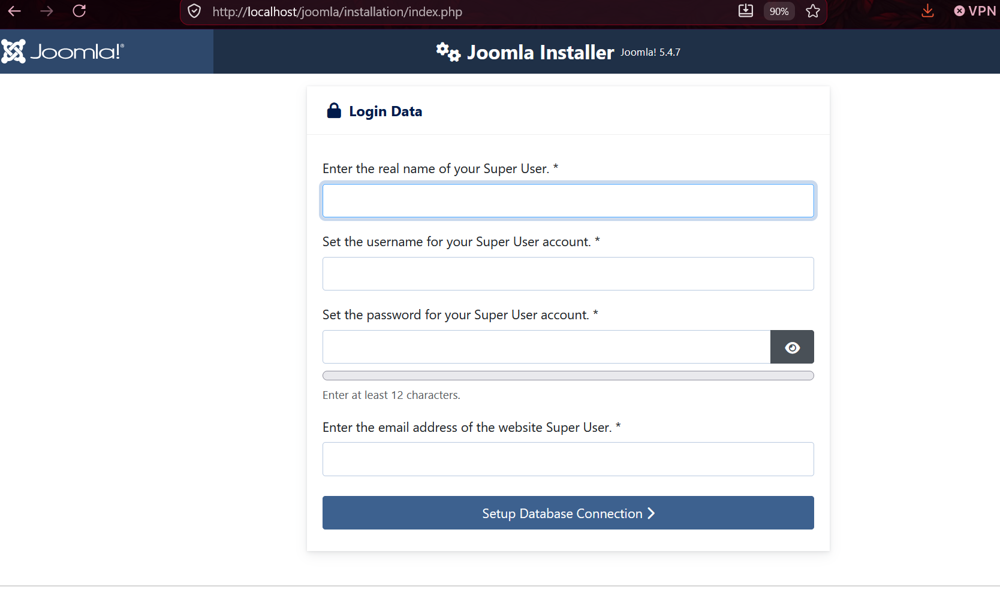 http://localhost/joomla/installation/index.php
90%
VPN
Joomla!®
Joomla Installer Joomla! 5.4.7
Login Data
Enter the real name of your Super User. *
Set the username for your Super User account. *
Set the password for your Super User account. *
Enter at least 12 characters.
Enter the email address of the website Super User. *
Setup Database Connection